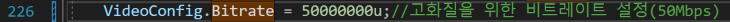 226 VideoConfig.Bitrate = 50000000u;//고화질을 위한 비트레이트 설정(50Mbps)